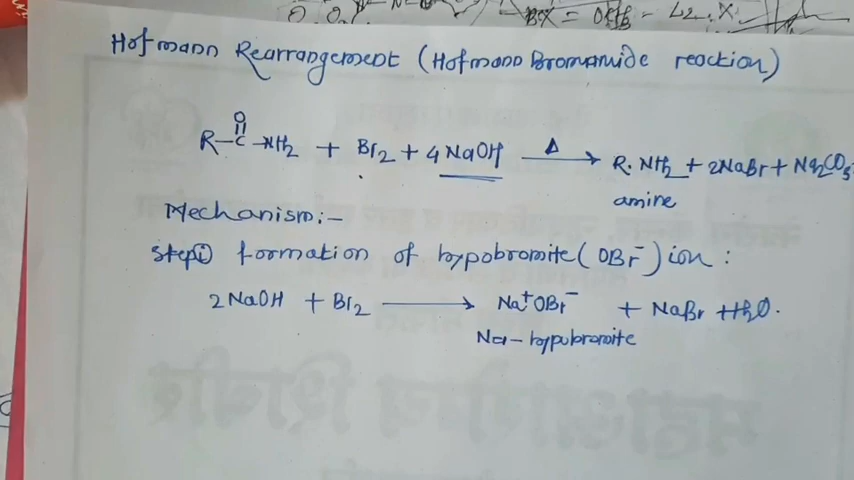 Hofmann Rearrangement (Hofmann Bromamide reaction)
O
R-C-NH2 + Br2 + 4NaOH Δ→ R.NH2 + 2NaBr + Na2CO3
amine
Mechanism:-
Step① formation of hypobromite (OBr⁻) ion:
2NaOH + Br2 → Na⁺OBr⁻ + NaBr + H2O.
Na-hypobromite